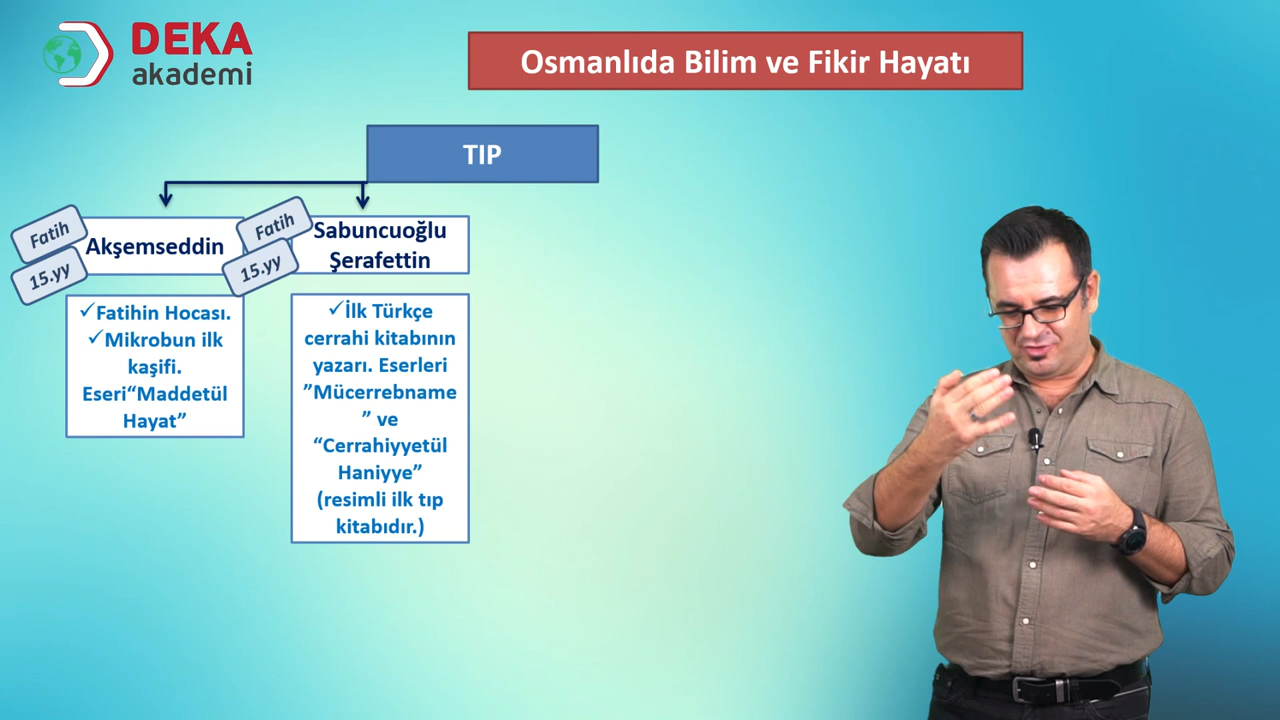 DEKA
akademi
Osmanlıda Bilim ve Fikir Hayatı
TIP
Fatih
15.yy
Akşemseddin
Fatih
15.yy
Sabuncuoğlu
Şerafettin
✓Fatihin Hocası.
✓Mikrobun ilk
kaşifi.
Eseri“Maddetül
Hayat”
✓İlk Türkçe
cerrahi kitabının
yazarı. Eserleri
”Mücerrebname
” ve
“Cerrahiyyetül
Haniyye”
(resimli ilk tıp
kitabıdır.)